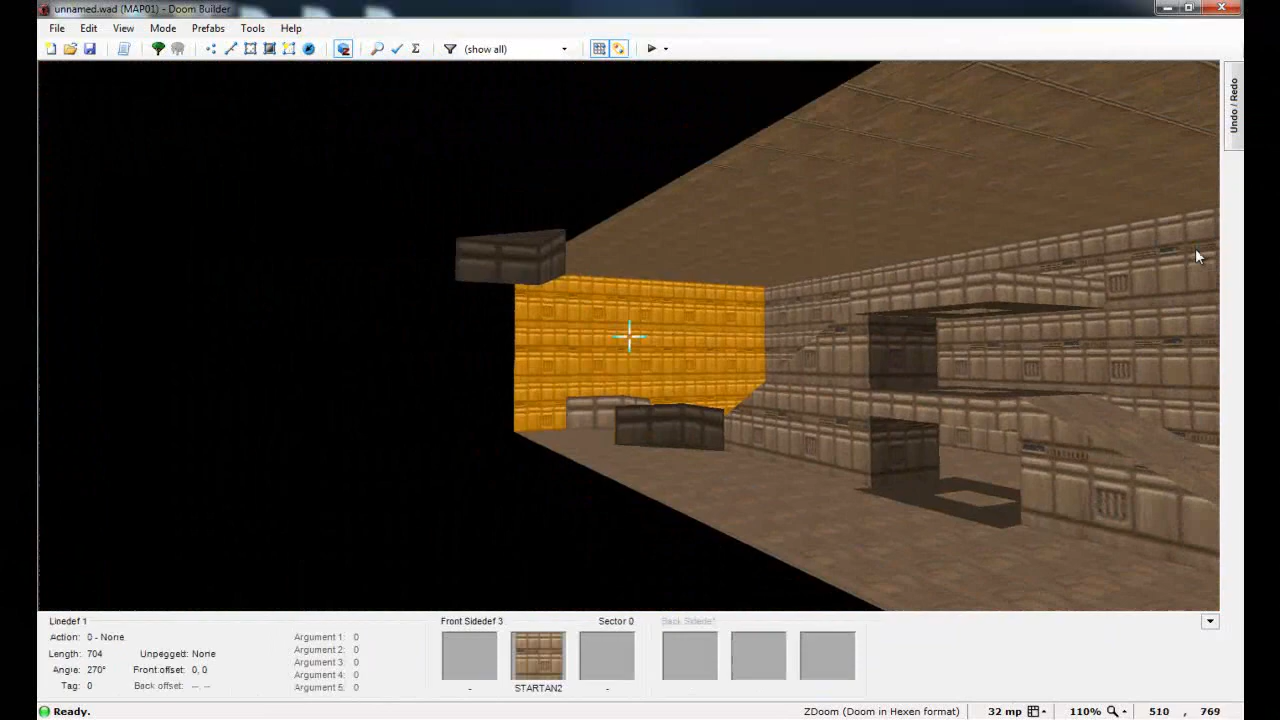 unnamed.wad (MAP01) - Doom Builder
File Edit View Mode Prefabs Tools Help
(show all)
Undo / Redo
Linedef 1
Action: 0 - None
Length: 704 Unpegged: None
Angle: 270° Front offset: 0, 0
Tag: 0 Back offset: --, --
Argument 1: 0
Argument 2: 0
Argument 3: 0
Argument 4: 0
Argument 5: 0
Front Sidedef 3 Sector 0
- STARTAN2 -
Back Sidedef
Ready. ZDoom (Doom in Hexen format) 32 mp 110% 510 , 769